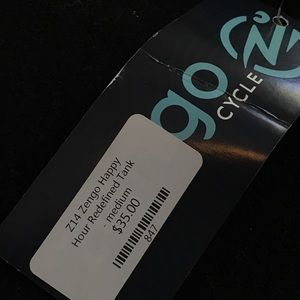 go
CYCLE
Z14 Zengo Happy
Hour Redefined Tank
- medium
$35.00
847